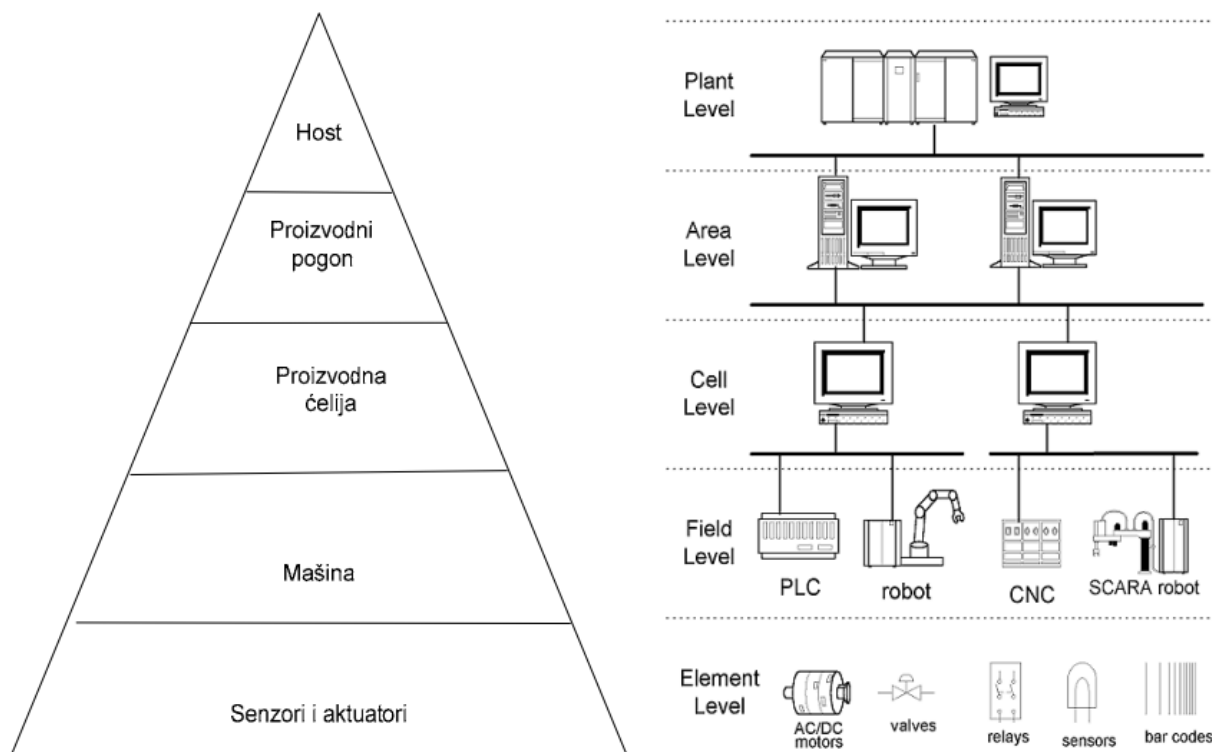 Host
Proizvodni
pogon
Proizvodna
ćelija
Mašina
Senzori i aktuatori
Plant
Level
Area
Level
Cell
Level
Field
Level
PLC
robot
CNC
SCARA robot
Element
Level
AC/DC
motors
valves
relays
sensors
bar codes